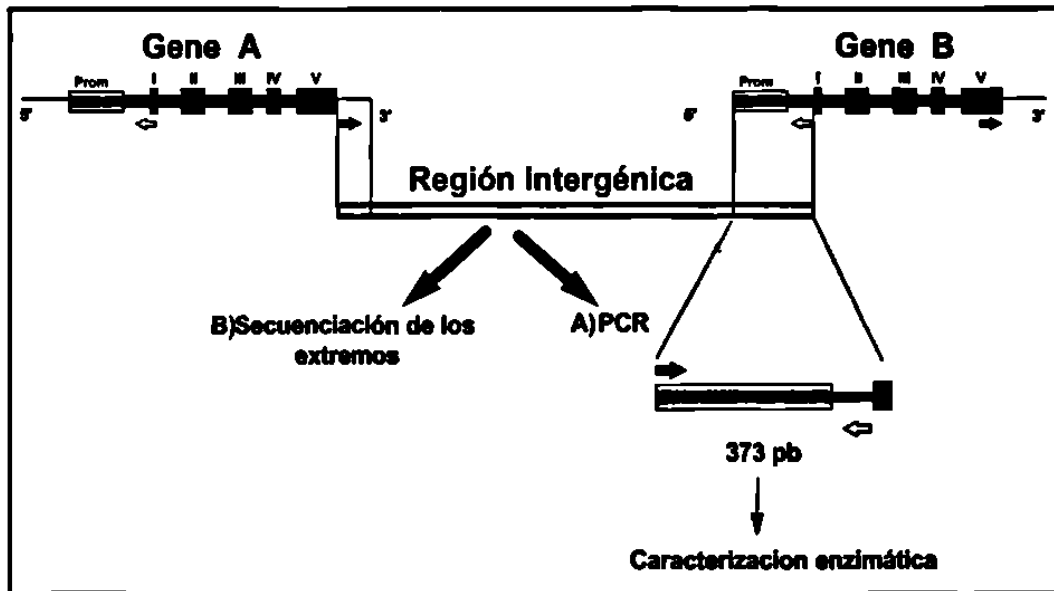 Gene A
Gene B
Prom I II III IV V
Prom I II III IV V
5' 3'
5' 3'
Región Intergénica
B)Secuenciación de los
extremos
A)PCR
373 pb
Caracterizacion enzimática